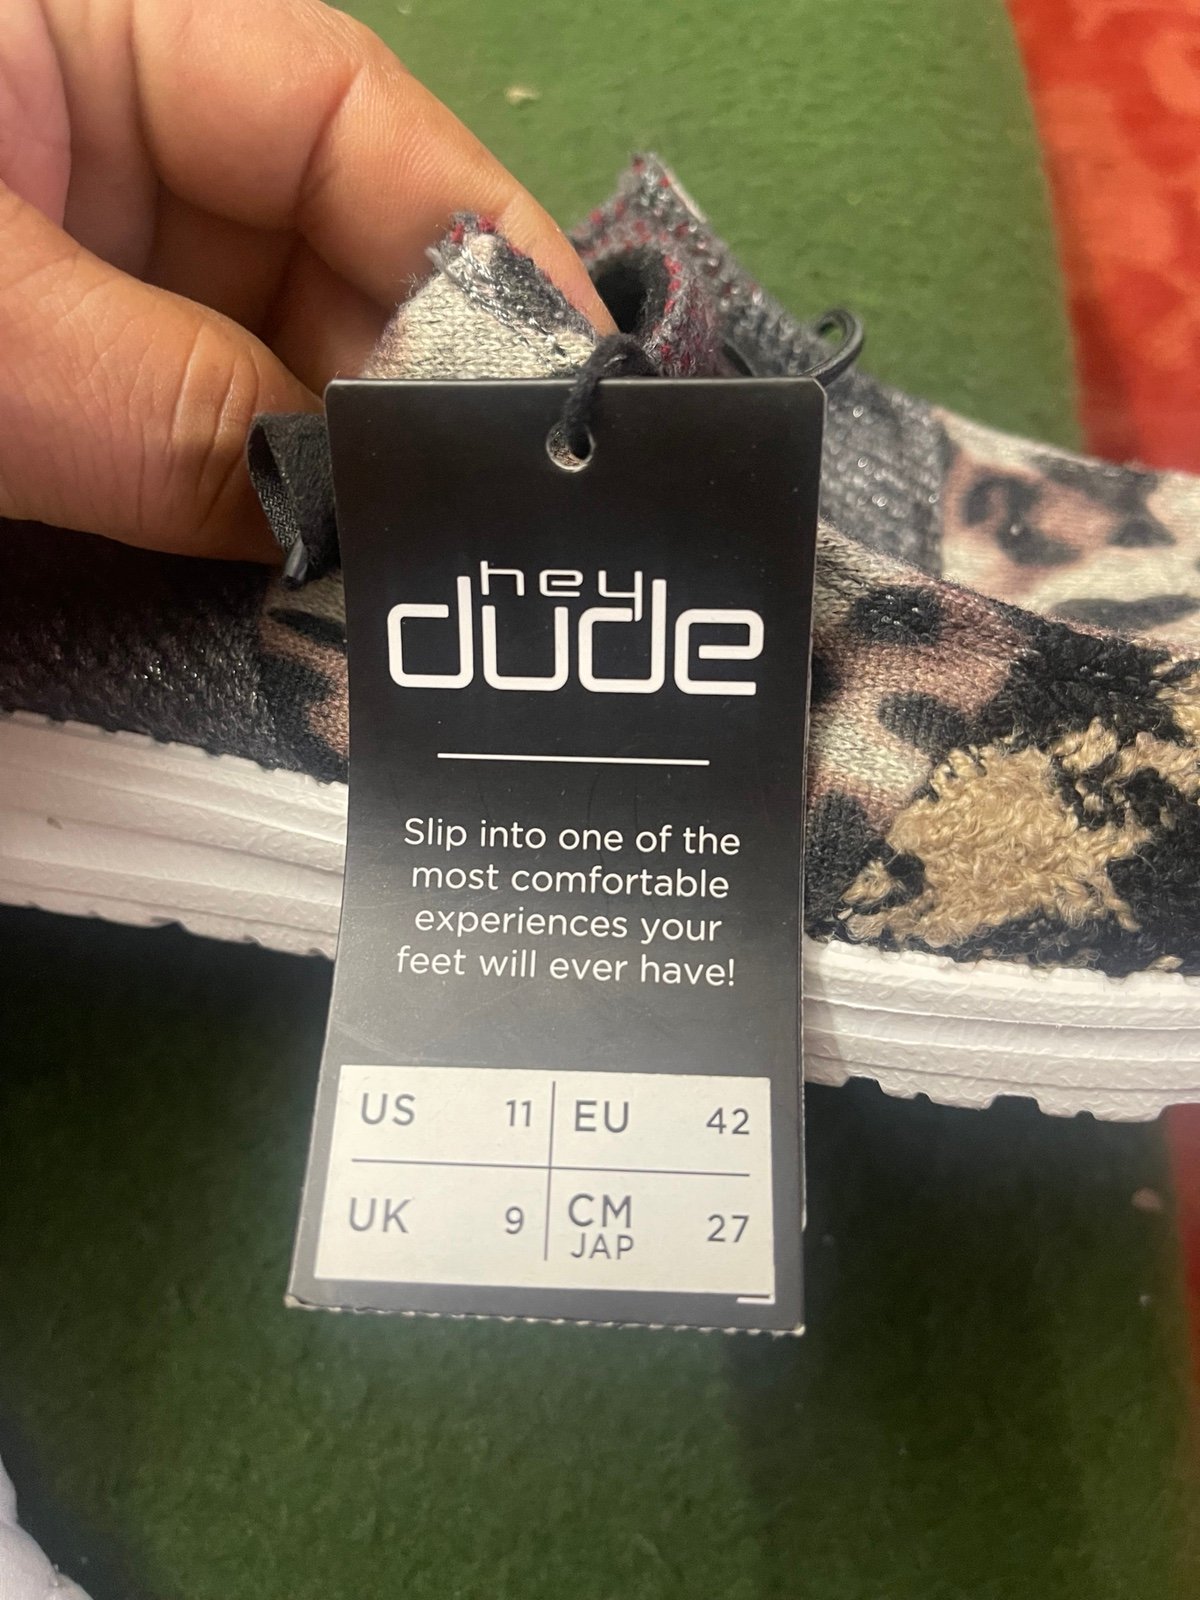 hey
dude
Slip into one of the
most comfortable
experiences your
feet will ever have!
US 11 EU 42
UK 9 CM JAP 27